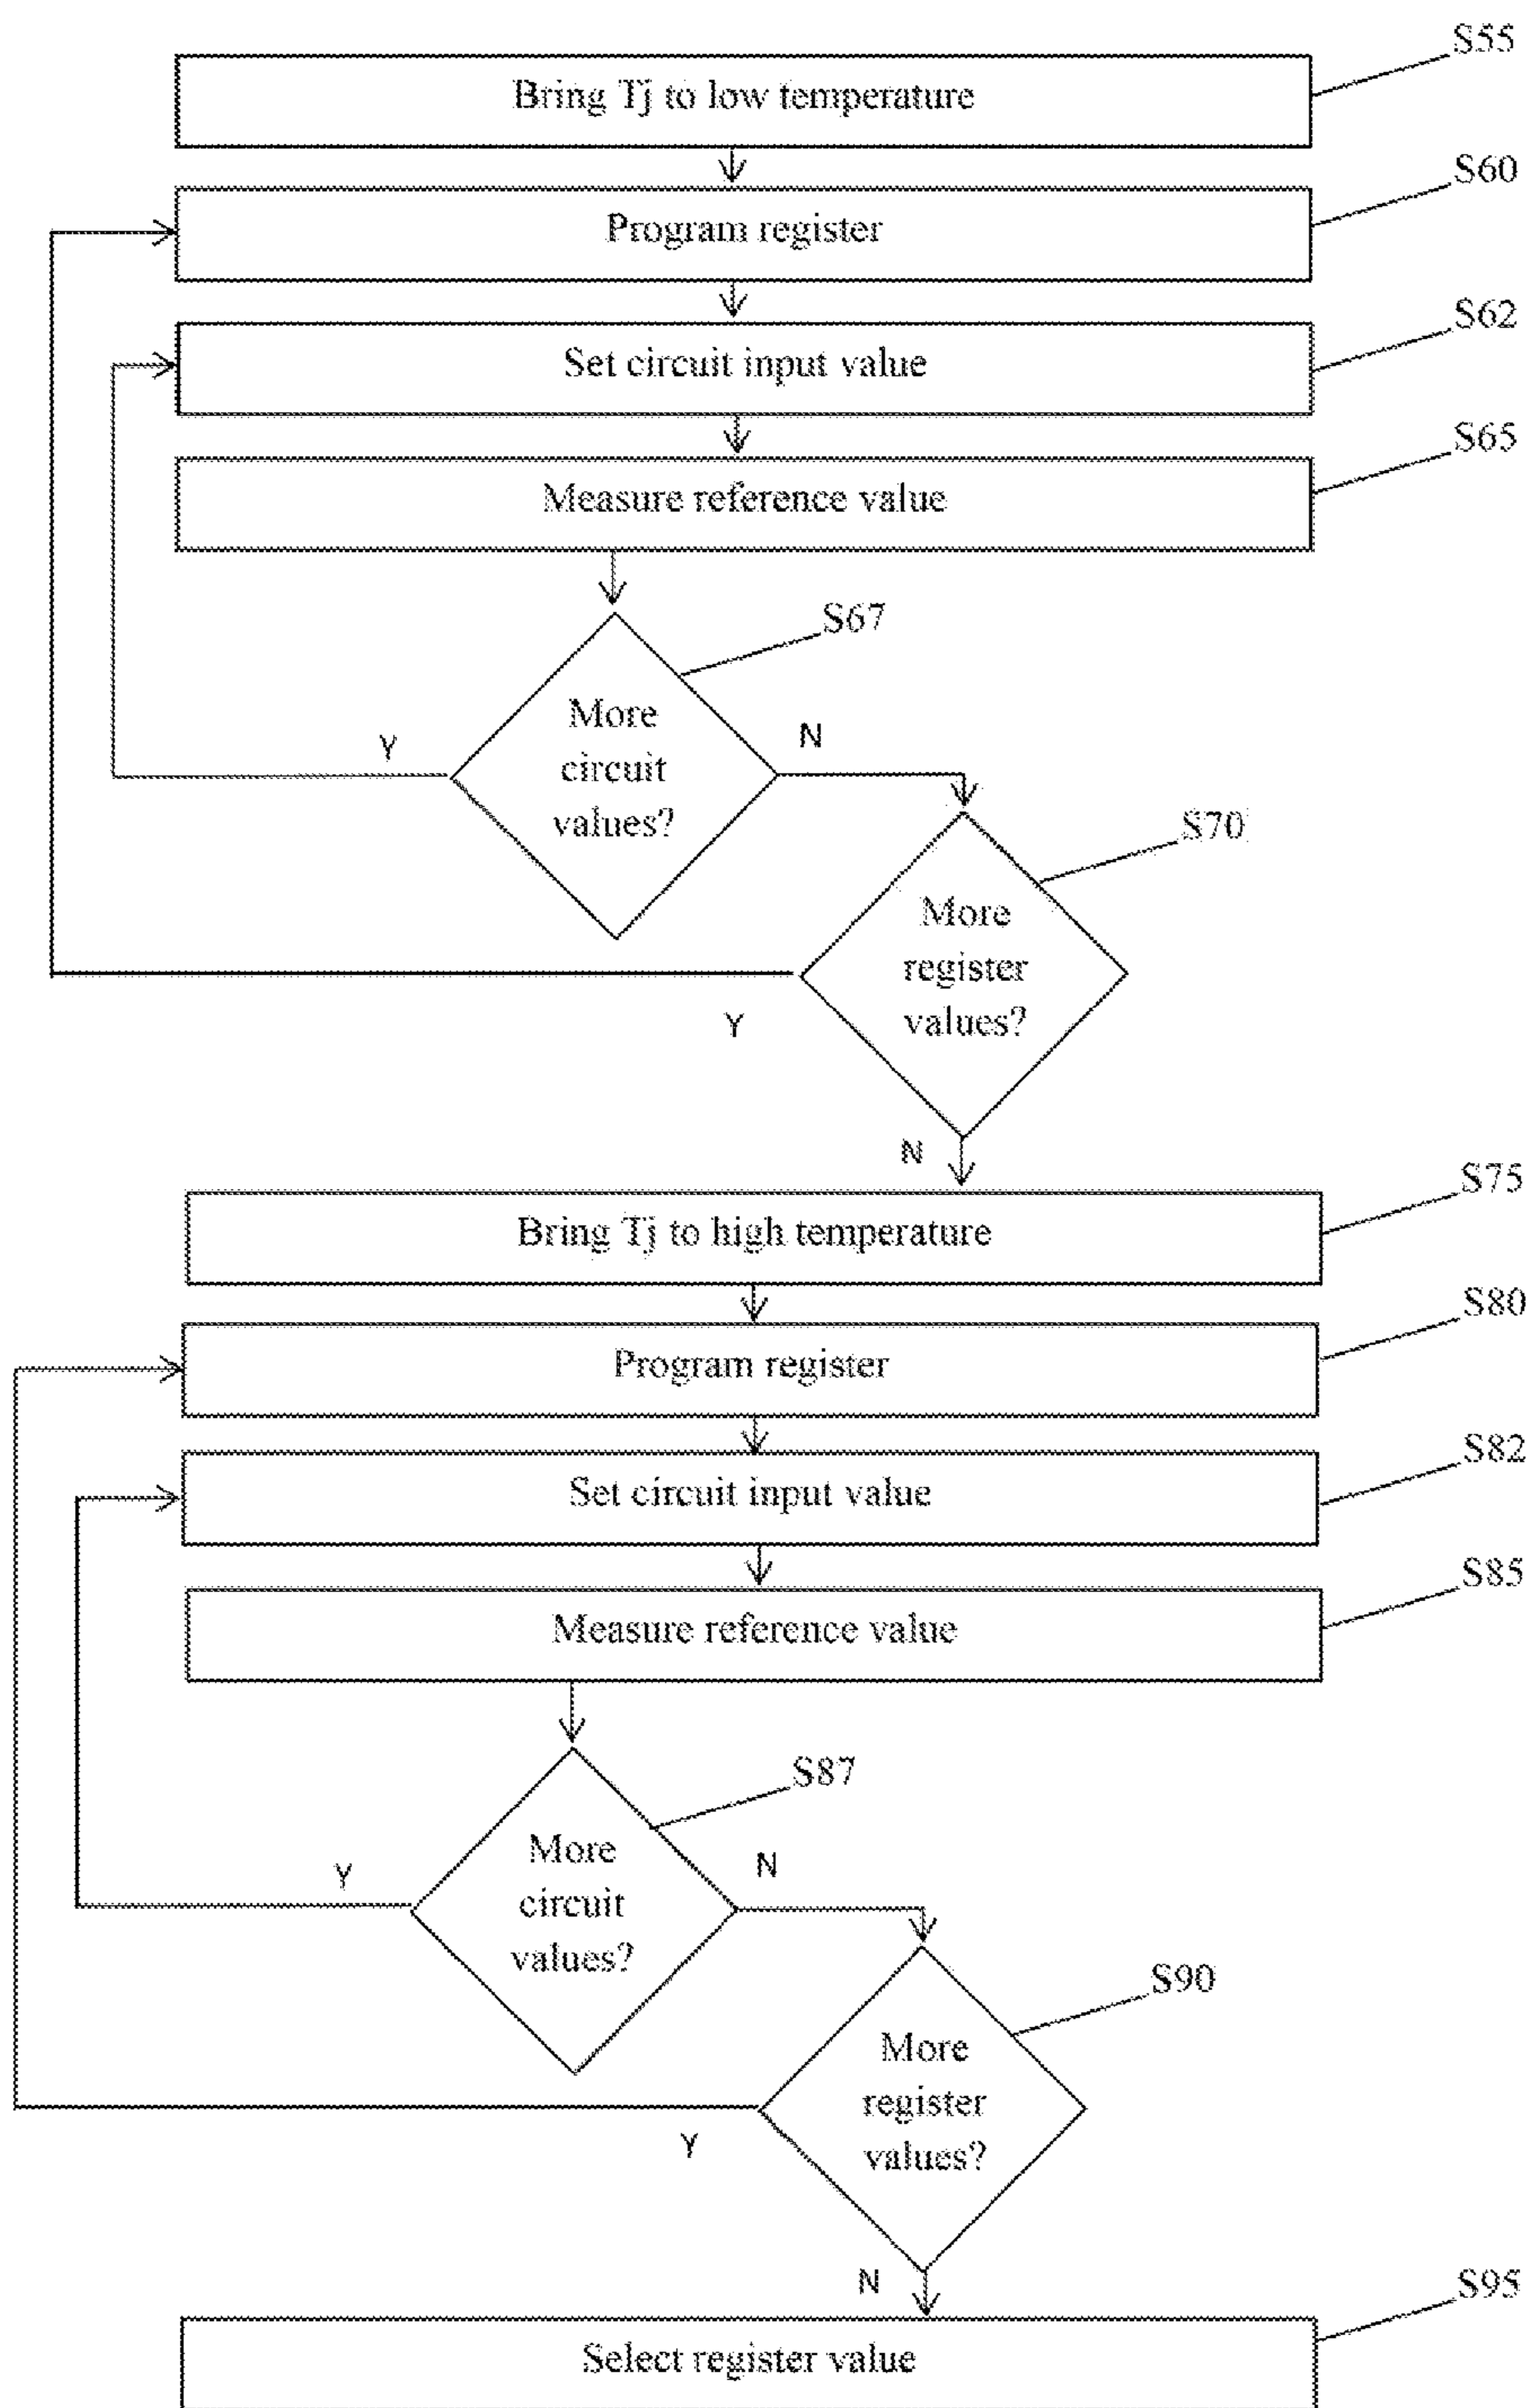 S55
Bring Tj to low temperature
S60
Program register
S62
Set circuit input value
S65
Measure reference value
S67
More
circuit
values?
Y
N
S70
More
register
values?
Y
N
S75
Bring Tj to high temperature
S80
Program register
S82
Set circuit input value
S85
Measure reference value
S87
More
circuit
values?
Y
N
S90
More
register
values?
Y
N
S95
Select register value